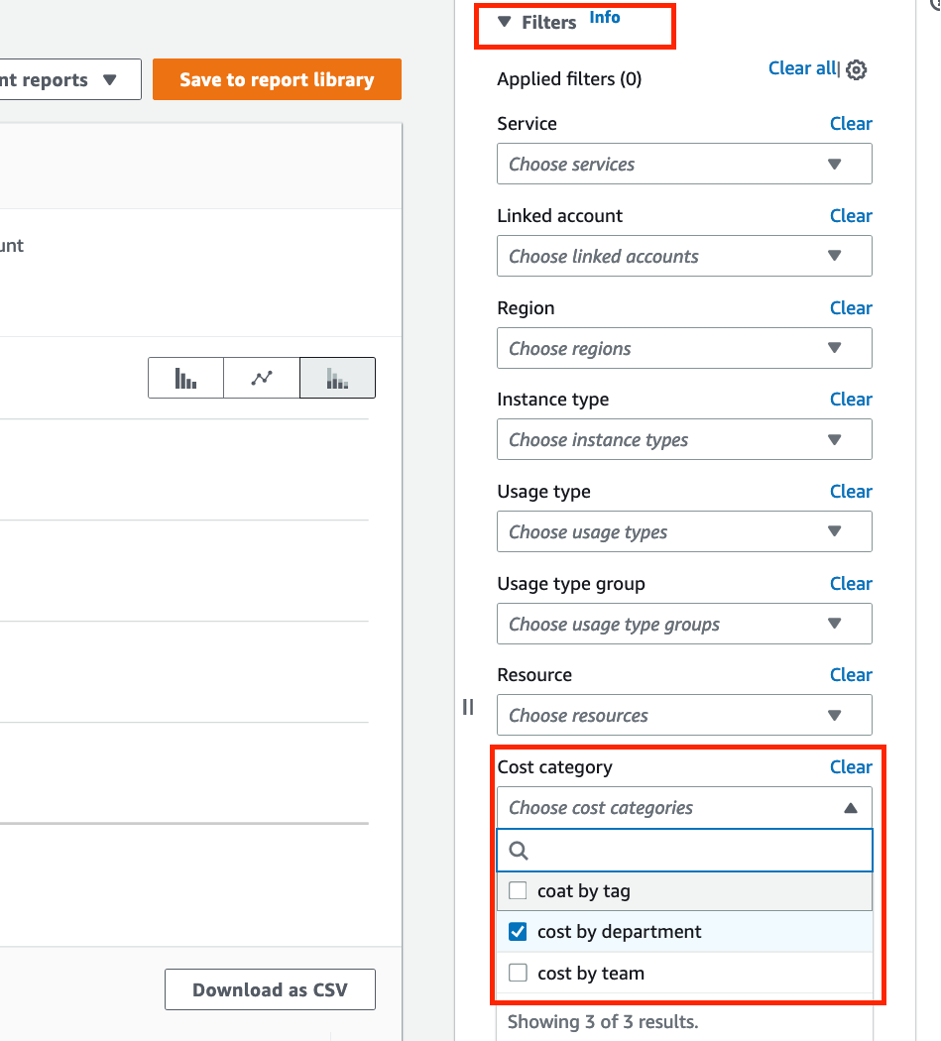 Filters Info
nt reports
Save to report library
Applied filters (0)
Clear all|
Service
Clear
Choose services
Linked account
Clear
unt
Choose linked accounts
Region
Clear
Choose regions
Instance type
Clear
Choose instance types
Usage type
Clear
Choose usage types
Usage type group
Clear
Choose usage type groups
Resource
Clear
Choose resources
Cost category
Clear
Choose cost categories
coat by tag
cost by department
cost by team
Download as CSV
Showing 3 of 3 results.